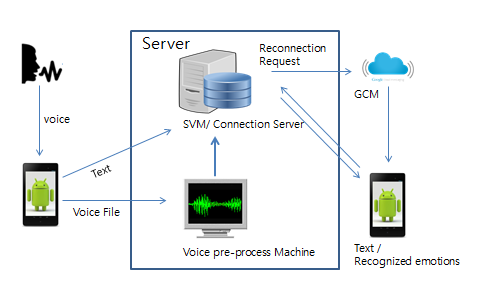 Server
Reconnection
Request
GCM
voice
SVM/ Connection Server
Text
Voice File
Voice pre-process Machine
Text /
Recognized emotions